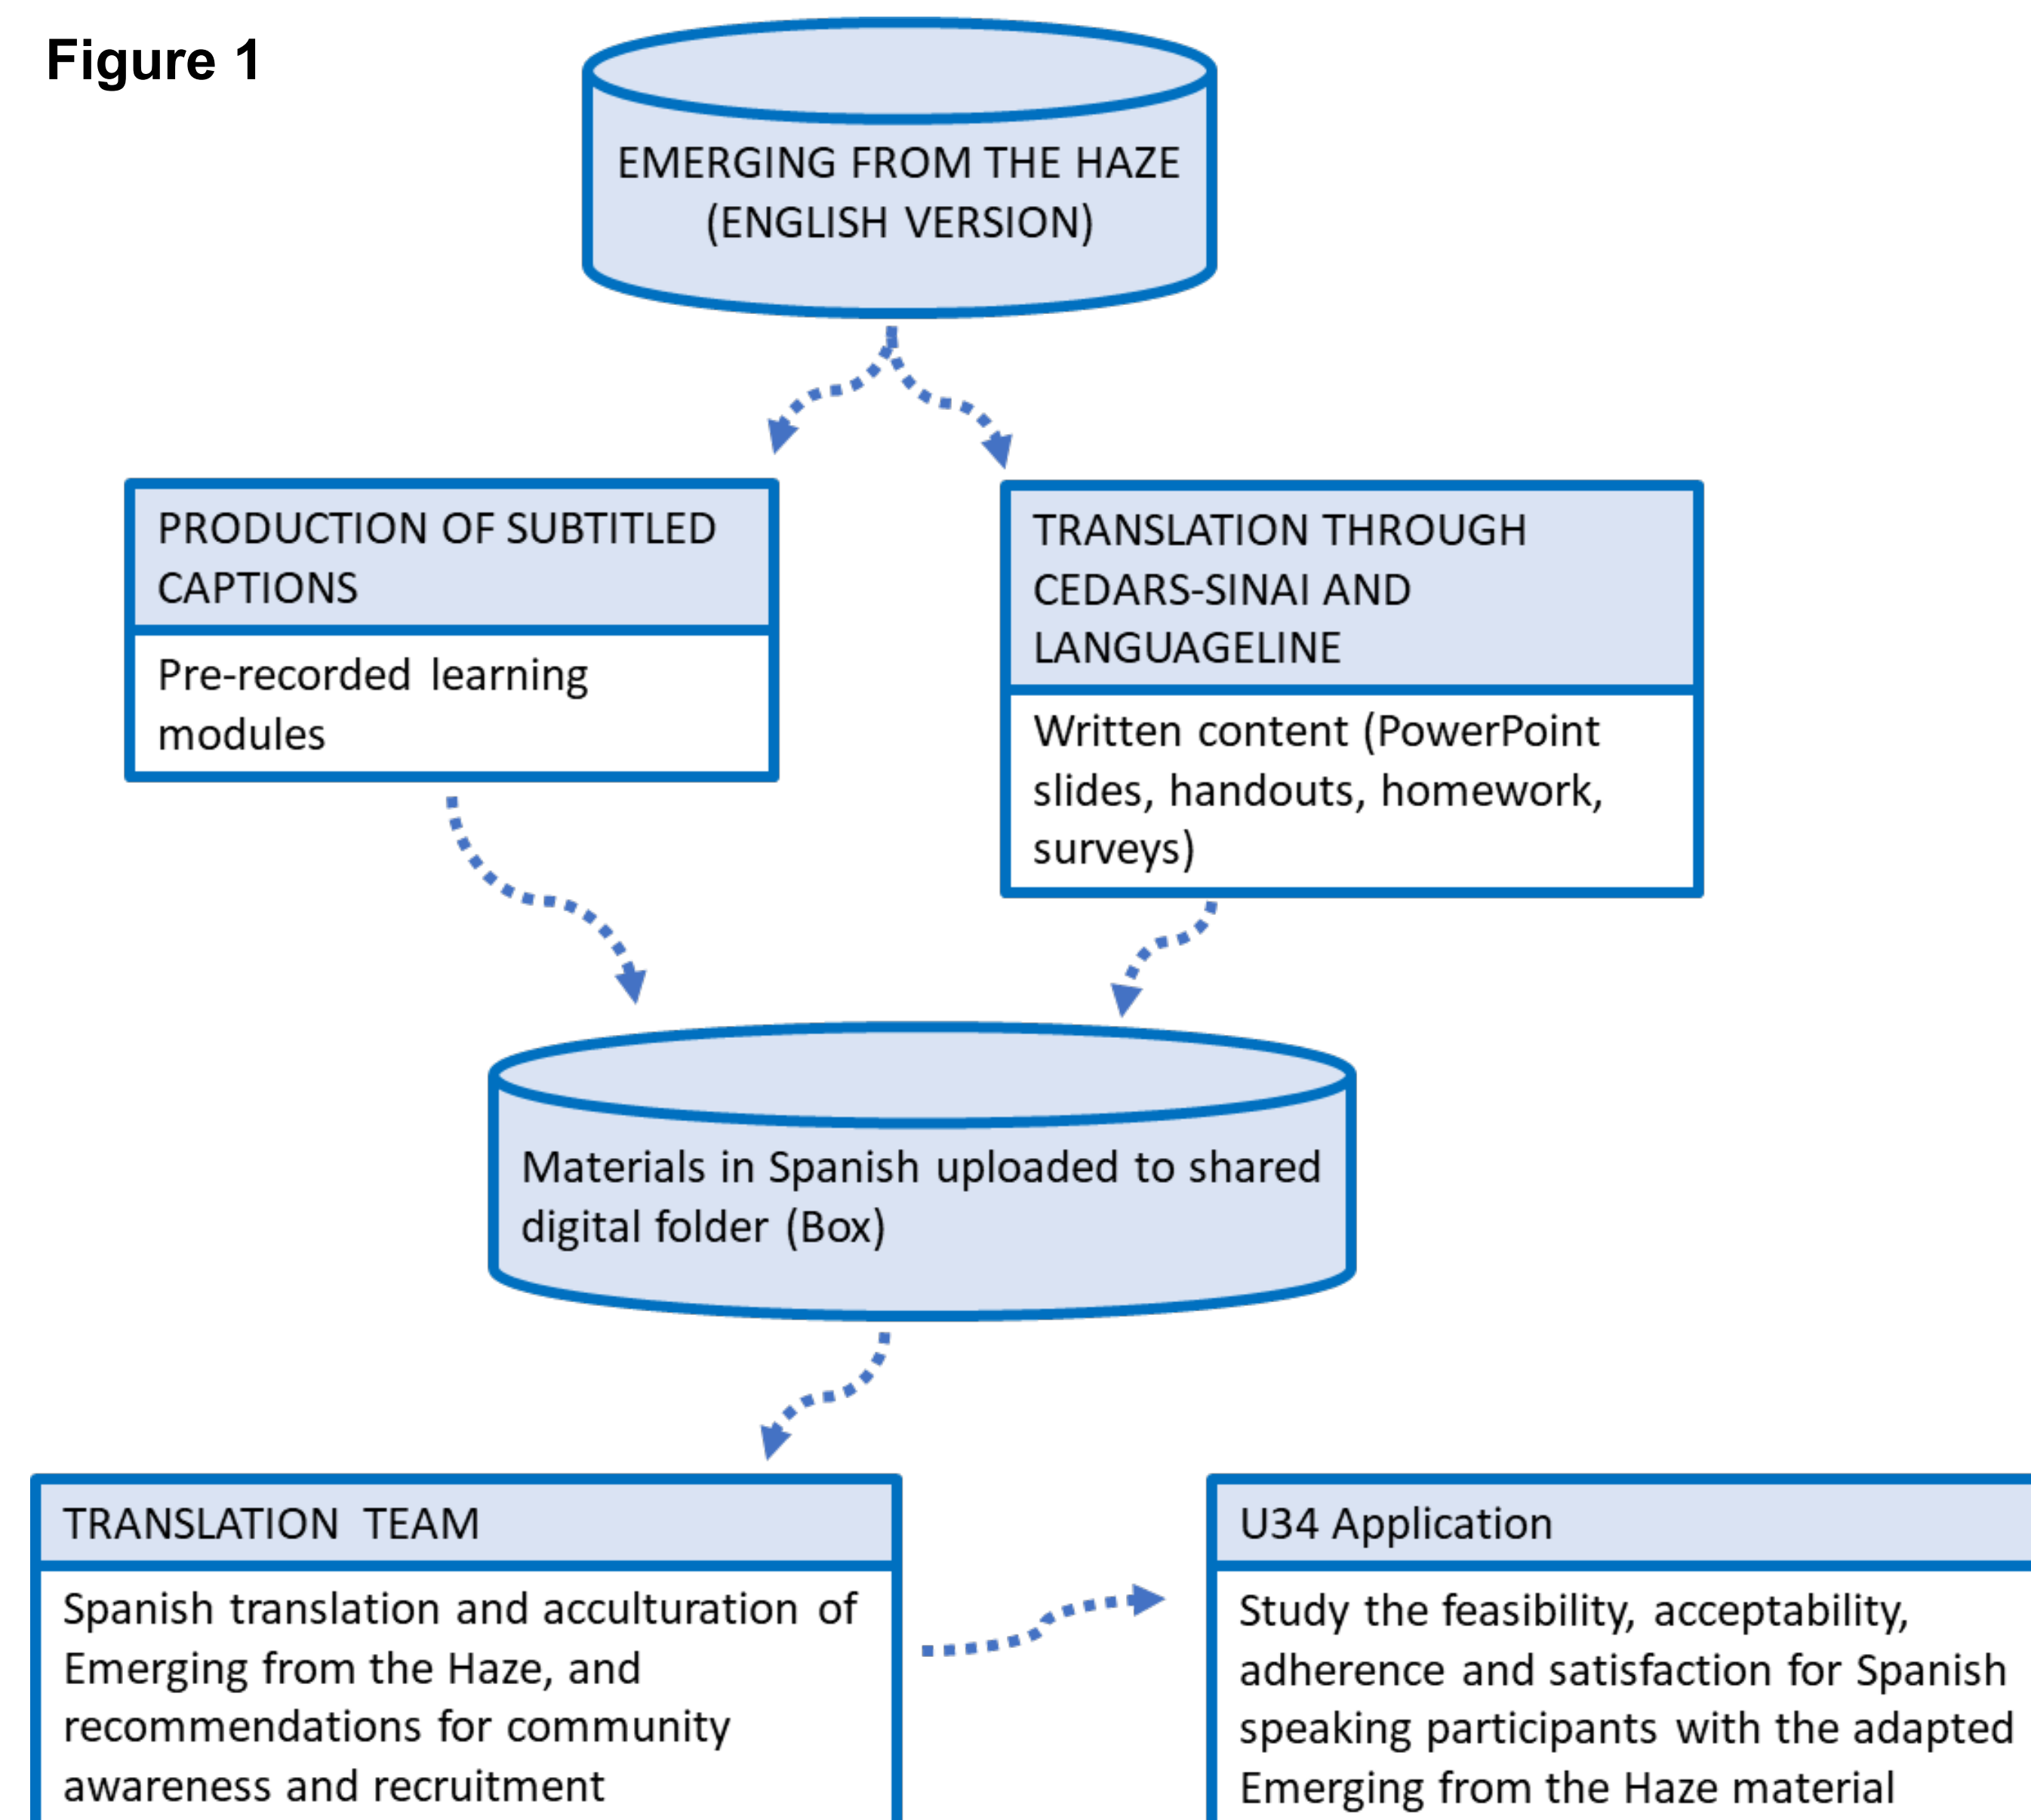 Figure 1
EMERGING FROM THE HAZE
(ENGLISH VERSION)
PRODUCTION OF SUBTITLED
CAPTIONS
Pre-recorded learning
modules
TRANSLATION THROUGH
CEDARS-SINAI AND
LANGUAGELINE
Written content (PowerPoint
slides, handouts, homework,
surveys)
Materials in Spanish uploaded to shared
digital folder (Box)
TRANSLATION TEAM
Spanish translation and acculturation of
Emerging from the Haze, and
recommendations for community
awareness and recruitment
U34 Application
Study the feasibility, acceptability,
adherence and satisfaction for Spanish
speaking participants with the adapted
Emerging from the Haze material